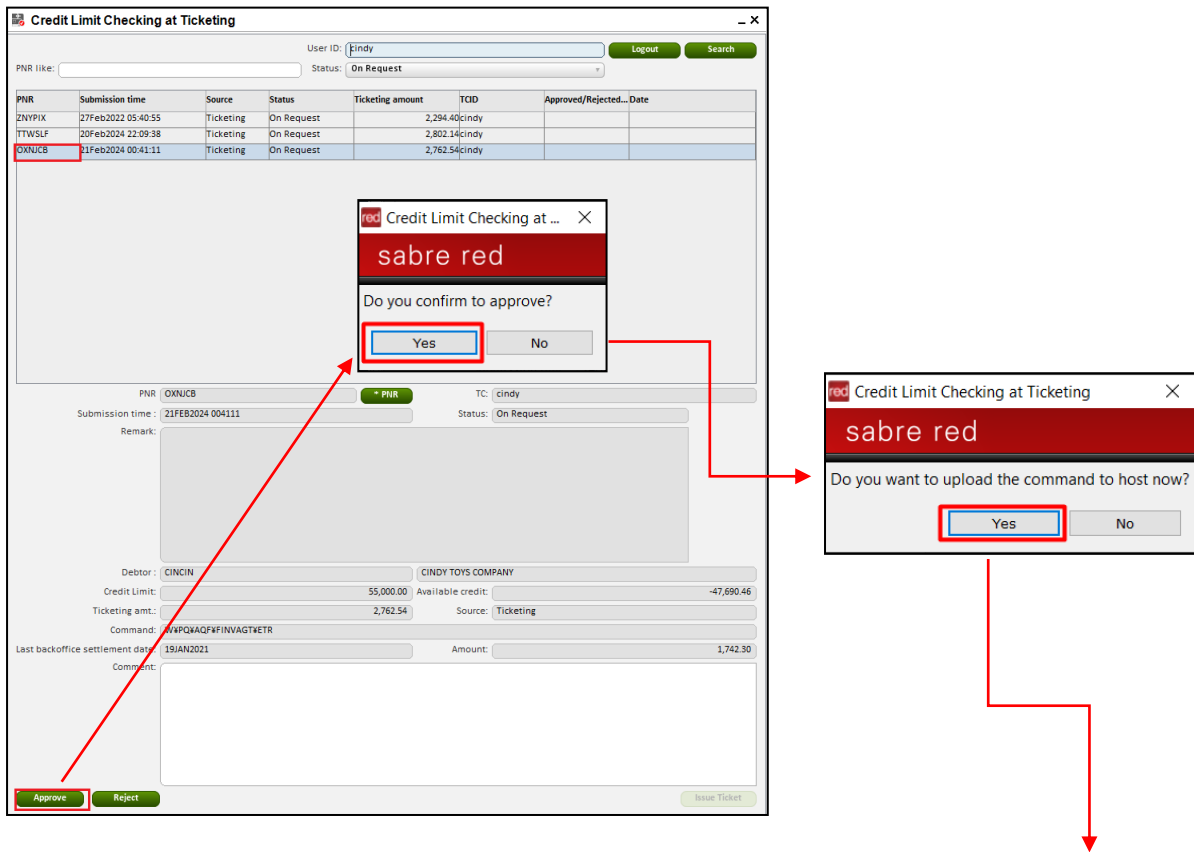 Credit Limit Checking at Ticketing
User ID: cindy Logout Search
PNR like: Status: On Request
PNR Submission time Source Status Ticketing amount TCID Approved/Rejected... Date
ZNYPIX 27Feb2022 05:40:55 Ticketing On Request 2,294.40 cindy
TTWSLF 20Feb2024 22:09:38 Ticketing On Request 2,802.14 cindy
OXNJCB 21Feb2024 00:41:11 Ticketing On Request 2,762.54 cindy
red Credit Limit Checking at ...
sabre red
Do you confirm to approve?
Yes No
PNR OXNJCB * PNR TC: cindy
Submission time : 21FEB2024 004111 Status: On Request
Remark:
Debtor : CINCIN CINDY TOYS COMPANY
Credit Limit: 55,000.00 Available credit: -47,690.46
Ticketing amt.: 2,762.54 Source: Ticketing
Command: W¥PQ¥AQF¥FINVAGT¥ETR
Last backoffice settlement date: 19JAN2021 Amount: 1,742.30
Comment:
Approve Reject Issue Ticket
red Credit Limit Checking at Ticketing
sabre red
Do you want to upload the command to host now?
Yes No